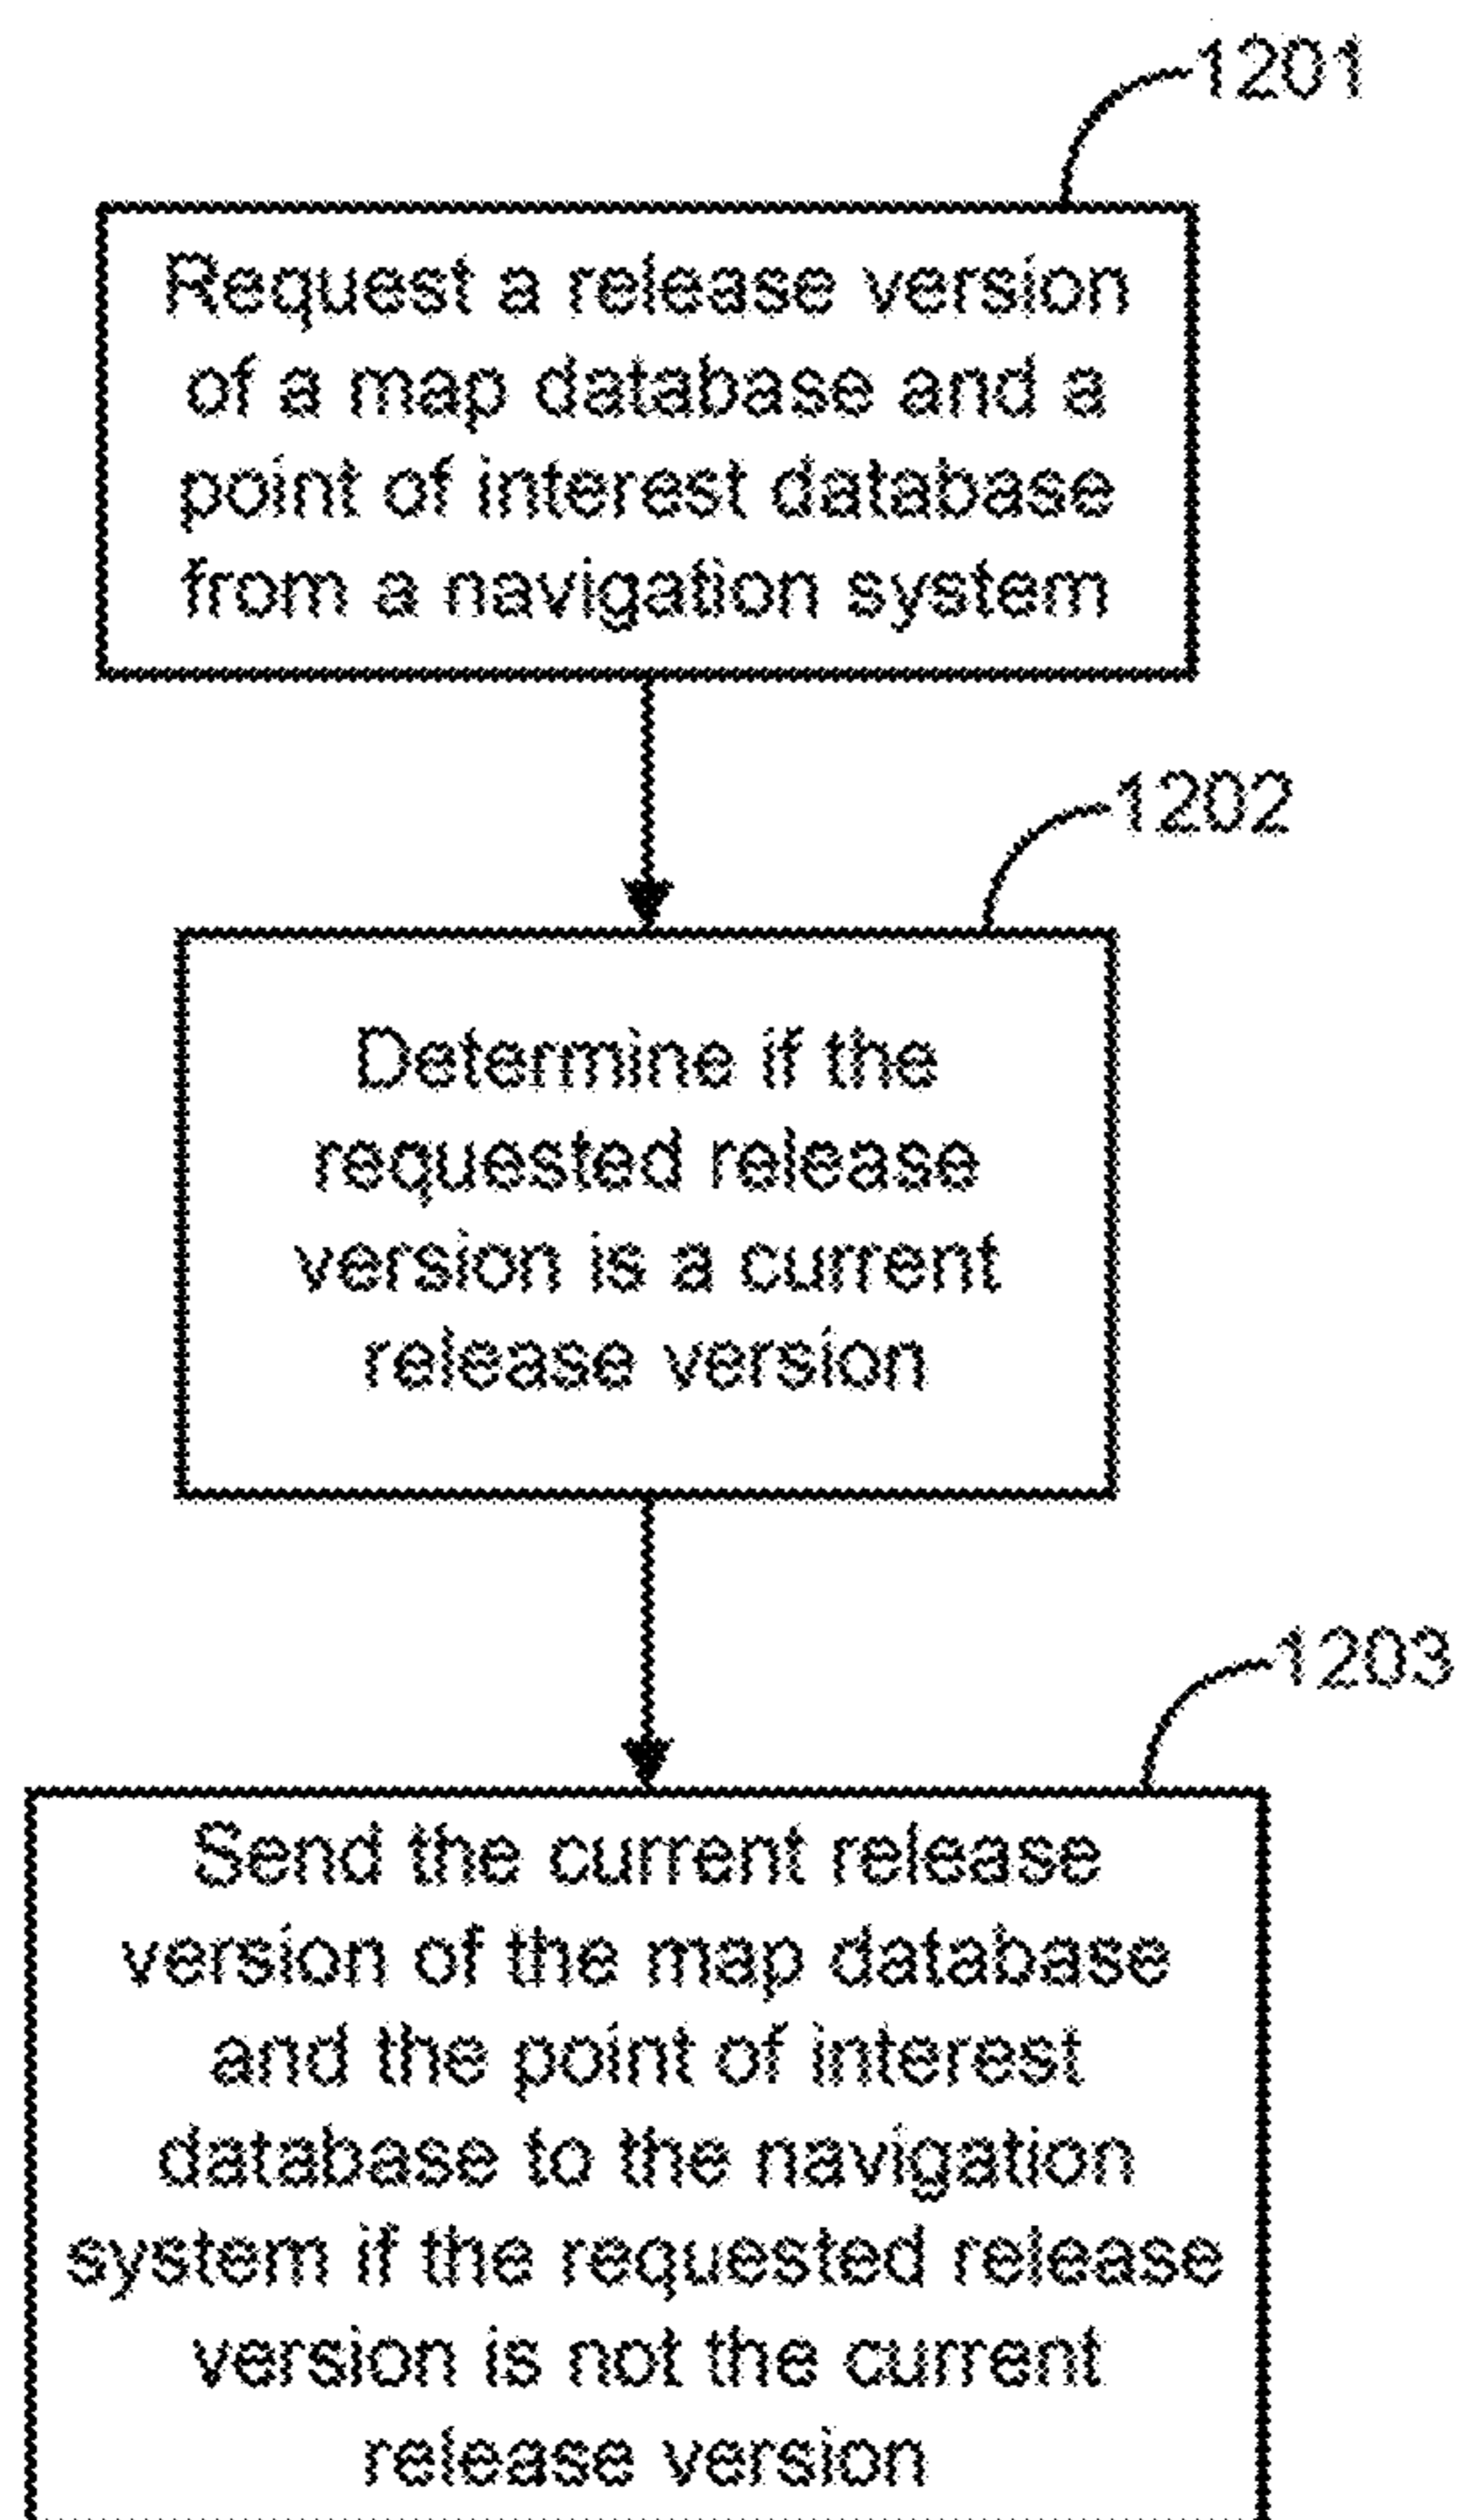 1201
Request a release version
of a map database and a
point of interest database
from a navigation system
1202
Determine if the
requested release
version is a current
release version
1203
Send the current release
version of the map database
and the point of interest
database to the navigation
system if the requested release
version is not the current
release version